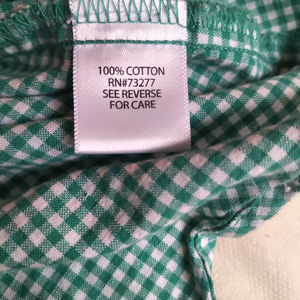 100% COTTON
RN#73277
SEE REVERSE
FOR CARE